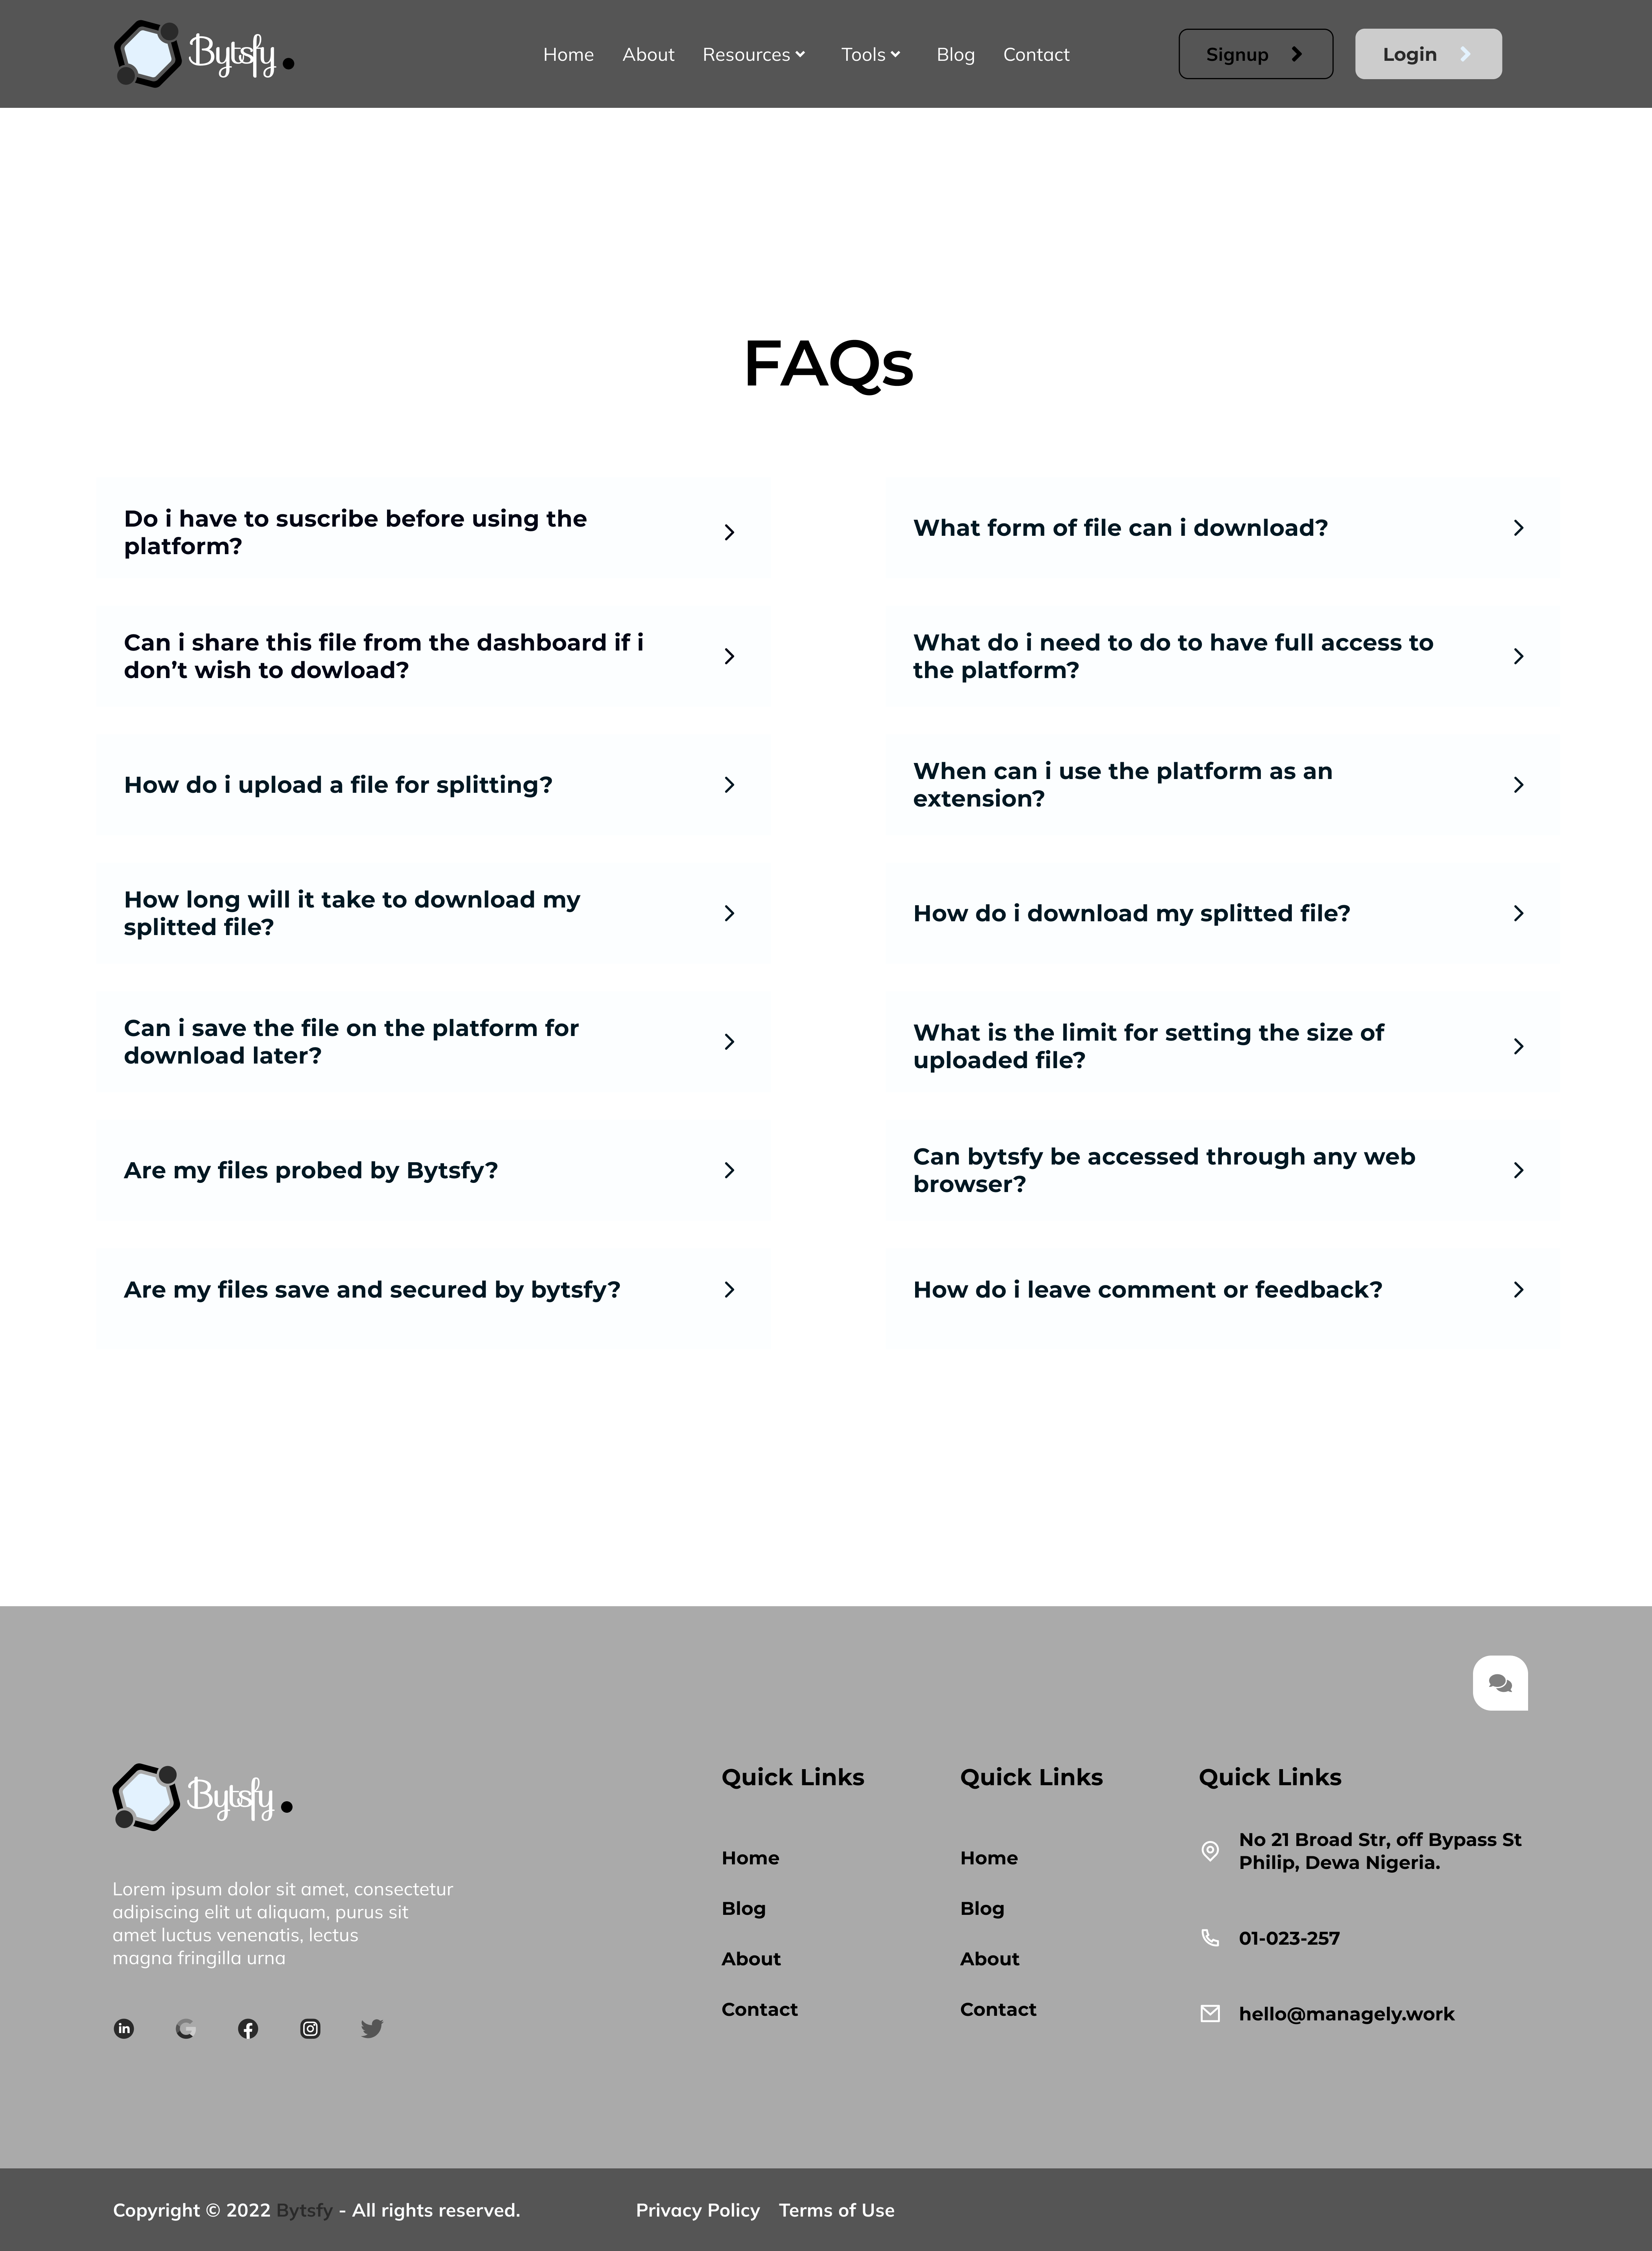 Bytsfy
Home About Resources Tools Blog Contact
Signup Login
FAQs
Do i have to suscribe before using the
platform?
What form of file can i download?
Can i share this file from the dashboard if i
don’t wish to dowload?
What do i need to do to have full access to
the platform?
How do i upload a file for splitting?
When can i use the platform as an
extension?
How long will it take to download my
splitted file?
How do i download my splitted file?
Can i save the file on the platform for
download later?
What is the limit for setting the size of
uploaded file?
Are my files probed by Bytsfy?
Can bytsfy be accessed through any web
browser?
Are my files save and secured by bytsfy?
How do i leave comment or feedback?
Bytsfy
Lorem ipsum dolor sit amet, consectetur
adipiscing elit ut aliquam, purus sit
amet luctus venenatis, lectus
magna fringilla urna
Quick Links
Home
Blog
About
Contact
Quick Links
Home
Blog
About
Contact
Quick Links
No 21 Broad Str, off Bypass St
Philip, Dewa Nigeria.
01-023-257
hello@managely.work
Copyright © 2022 Bytsfy - All rights reserved.
Privacy Policy Terms of Use